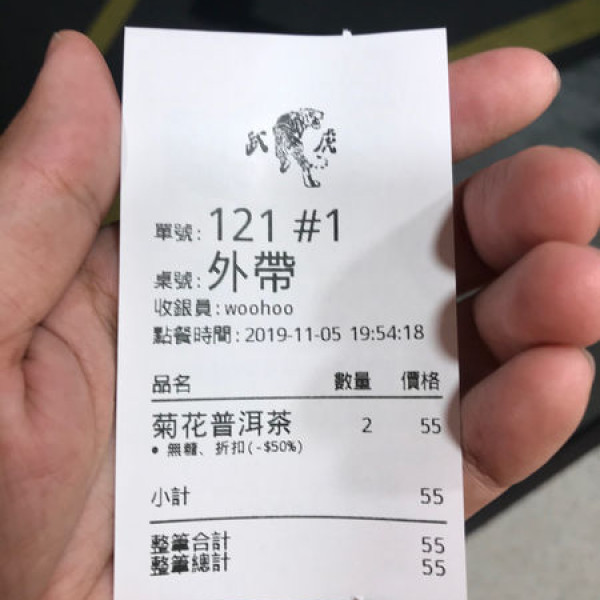 武 虎
單號: 121 #1
桌號: 外帶
收銀員: woohoo
點餐時間: 2019-11-05 19:54:18
品名 數量 價格
菊花普洱茶 2 55
• 無糖、折扣(-$50%)
小計 55
整筆合計 55
整筆總計 55